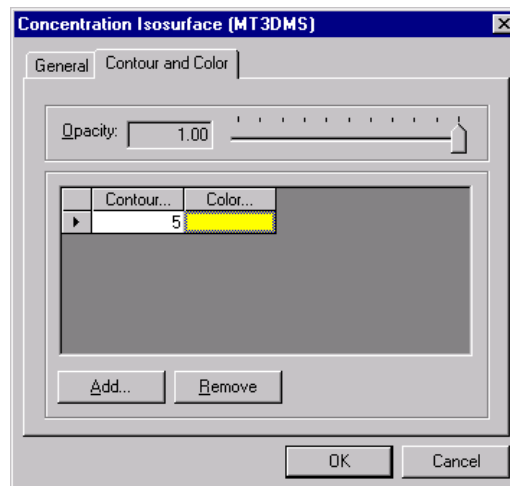 Concentration Isosurface (MT3DMS)
General Contour and Color
Opacity: 1.00
Contour... Color...
5
Add... Remove
OK Cancel